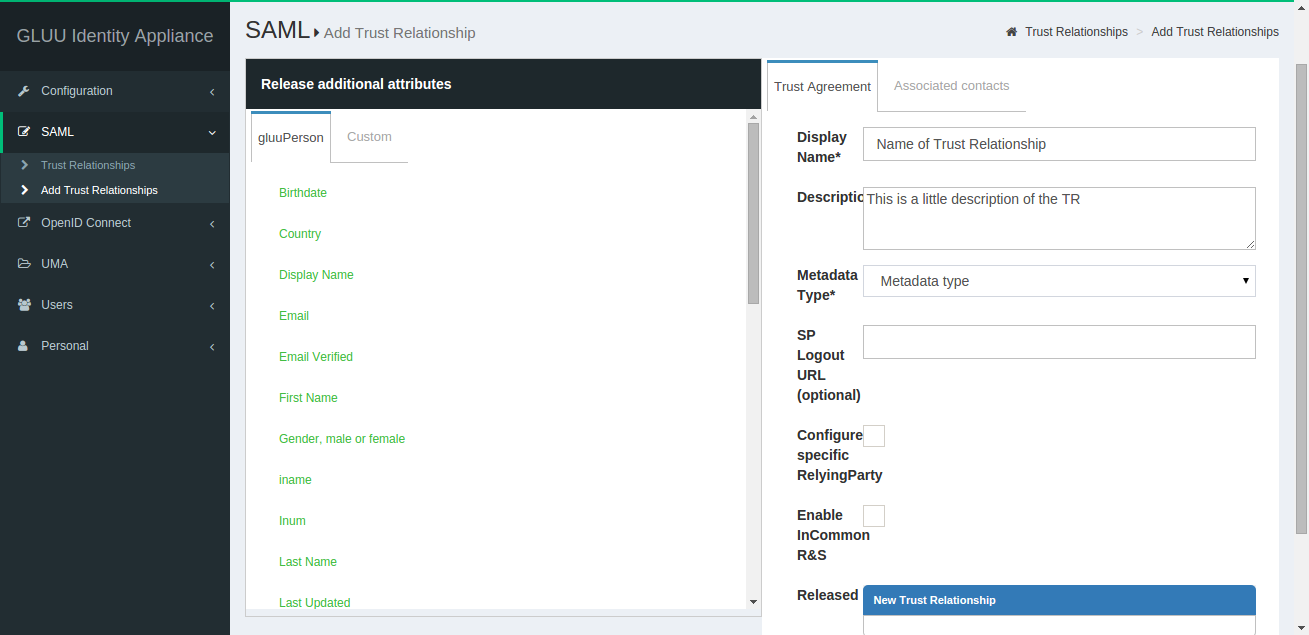 GLUU Identity Appliance
Configuration
SAML
Trust Relationships
Add Trust Relationships
OpenID Connect
UMA
Users
Personal
SAML Add Trust Relationship
Trust Relationships > Add Trust Relationships
Release additional attributes
gluuPerson Custom
Birthdate
Country
Display Name
Email
Email Verified
First Name
Gender, male or female
iname
Inum
Last Name
Last Updated
Trust Agreement Associated contacts
Display
Name*
Name of Trust Relationship
Descriptio
This is a little description of the TR
Metadata
Type*
Metadata type
SP
Logout
URL
(optional)
Configure
specific
RelyingParty
Enable
InCommon
R&S
Released
New Trust Relationship